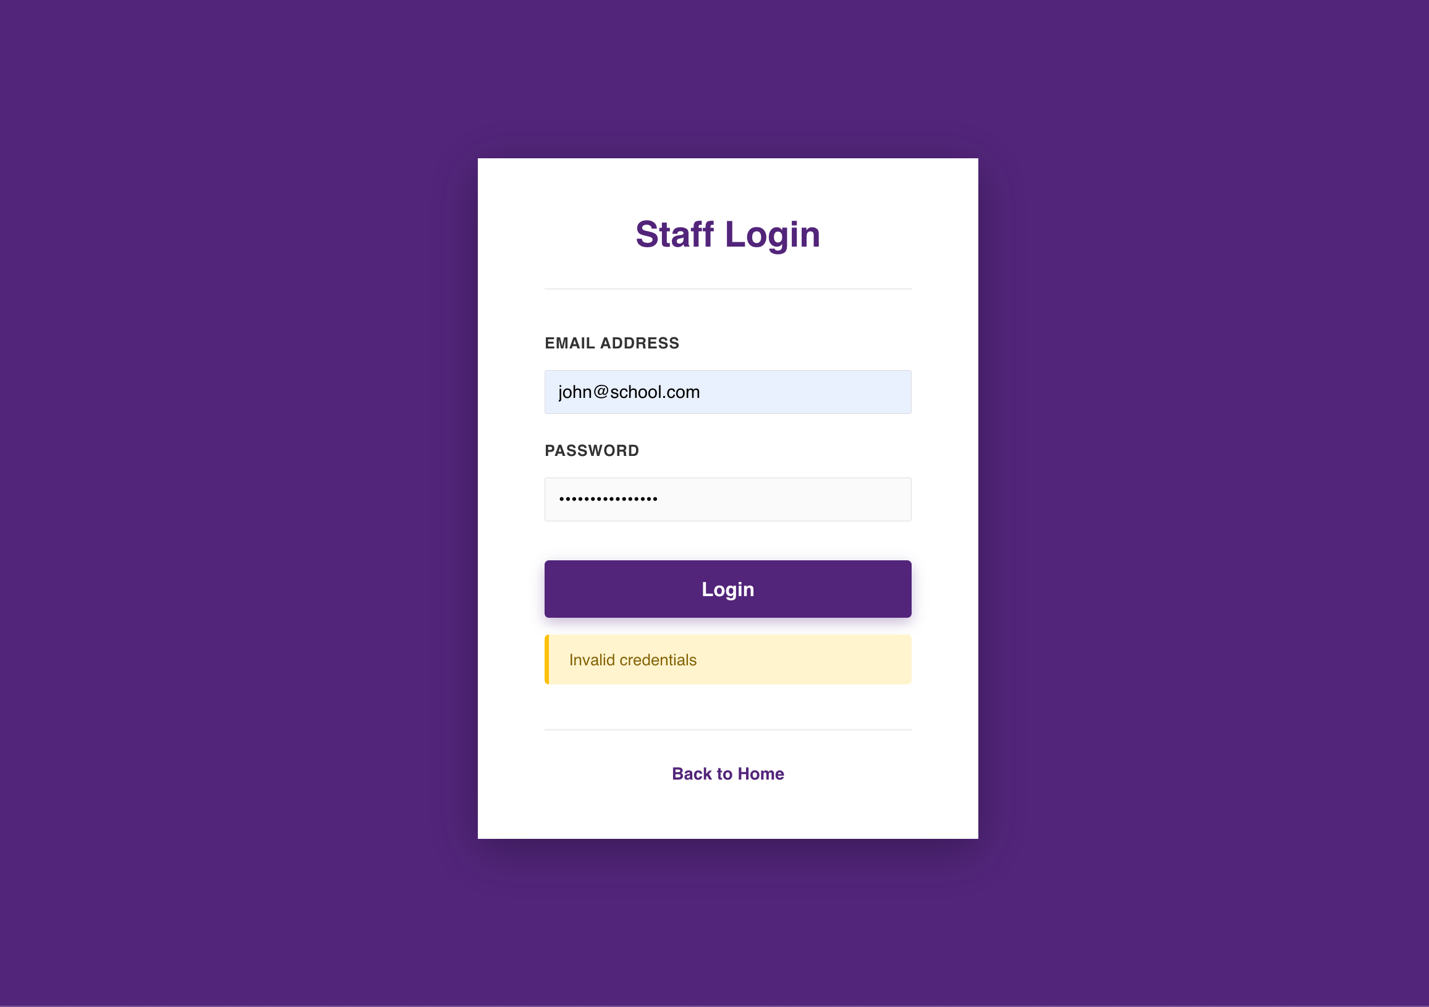 Staff Login
EMAIL ADDRESS
john@school.com
PASSWORD
••••••••••••••••
Login
Invalid credentials
Back to Home